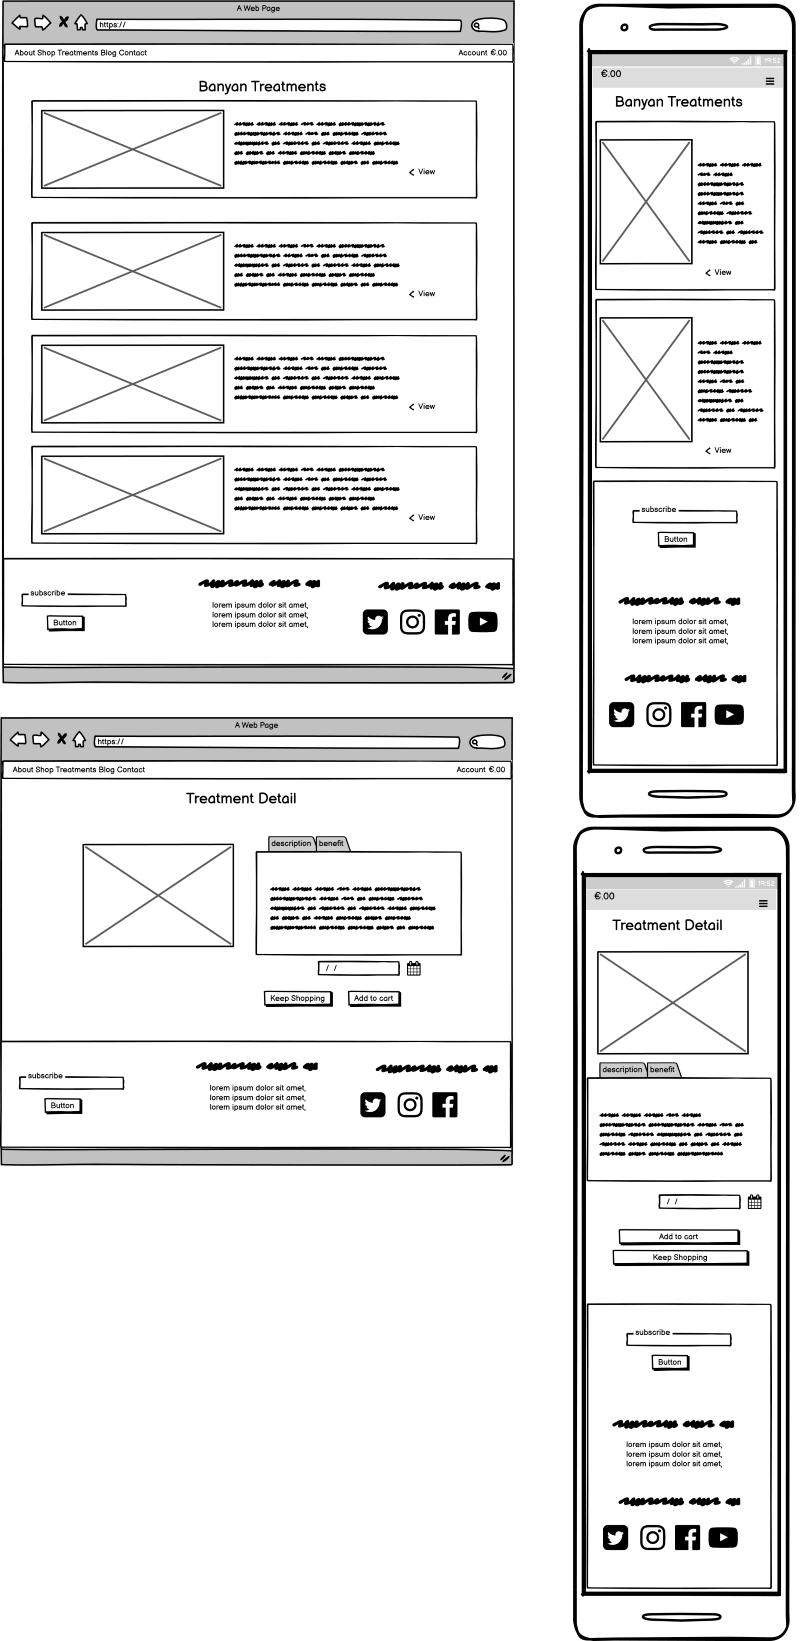 A Web Page
https://
About Shop Treatments Blog Contact Account €.00
Banyan Treatments
< View
< View
< View
< View
subscribe
Button
lorem ipsum dolor sit amet,
lorem ipsum dolor sit amet,
lorem ipsum dolor sit amet,
19:52
€.00
Banyan Treatments
< View
< View
subscribe
Button
lorem ipsum dolor sit amet,
lorem ipsum dolor sit amet,
lorem ipsum dolor sit amet,
A Web Page
https://
About Shop Treatments Blog Contact Account €.00
Treatment Detail
description benefit
/ /
Keep Shopping Add to cart
subscribe
Button
lorem ipsum dolor sit amet,
lorem ipsum dolor sit amet,
lorem ipsum dolor sit amet,
19:52
€.00
Treatment Detail
description benefit
/ /
Add to cart
Keep Shopping
subscribe
Button
lorem ipsum dolor sit amet,
lorem ipsum dolor sit amet,
lorem ipsum dolor sit amet,